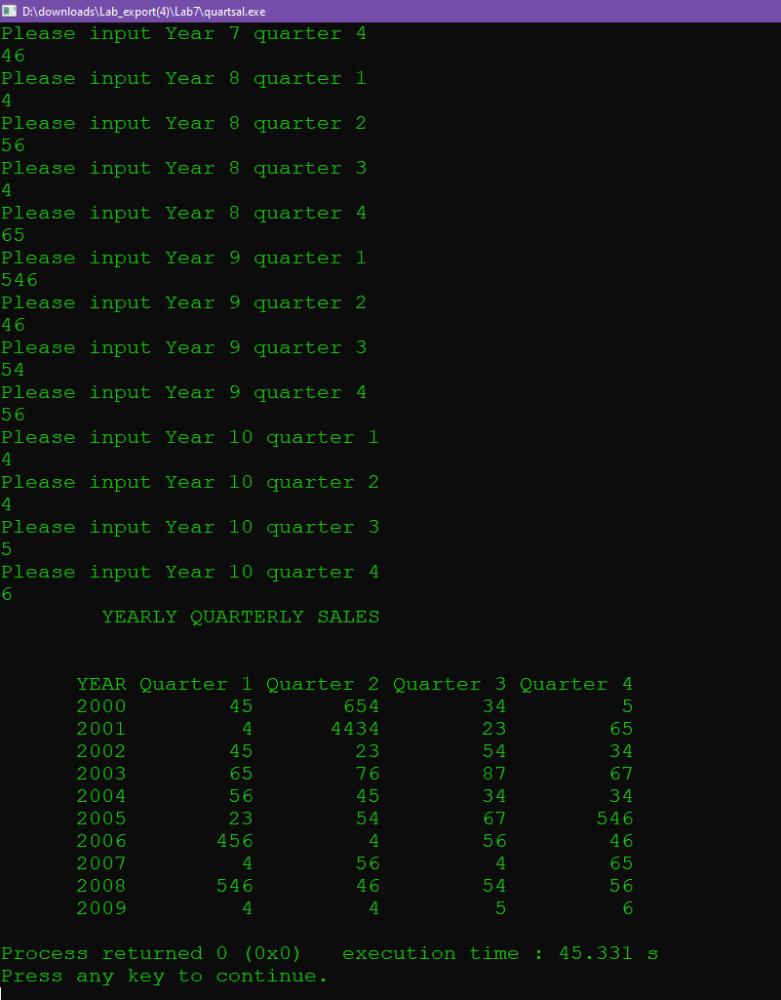 D:\downloads\Lab_export(4)\Lab7\quartsal.exe
Please input Year 7 quarter 4
46
Please input Year 8 quarter 1
4
Please input Year 8 quarter 2
56
Please input Year 8 quarter 3
4
Please input Year 8 quarter 4
65
Please input Year 9 quarter 1
546
Please input Year 9 quarter 2
46
Please input Year 9 quarter 3
54
Please input Year 9 quarter 4
56
Please input Year 10 quarter 1
4
Please input Year 10 quarter 2
4
Please input Year 10 quarter 3
5
Please input Year 10 quarter 4
6
YEARLY QUARTERLY SALES
YEAR Quarter 1 Quarter 2 Quarter 3 Quarter 4
2000 45 654 34 5
2001 4 4434 23 65
2002 45 23 54 34
2003 65 76 87 67
2004 56 45 34 34
2005 23 54 67 546
2006 456 4 56 46
2007 4 56 4 65
2008 546 46 54 56
2009 4 4 5 6
Process returned 0 (0x0)   execution time : 45.331 s
Press any key to continue.